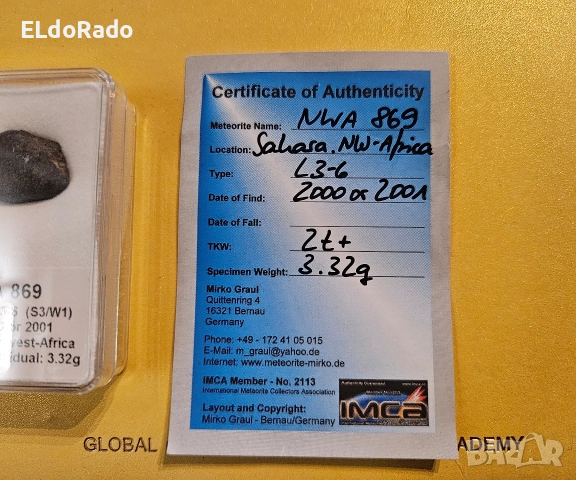 ELdoRado
Certificate of Authenticity
Meteorite Name: NWA 869
Location: Sahara, NW-Africa
Type: L3-6
Date of Find: 2000 or 2001
Date of Fall:
TKW: 2t+
Specimen Weight: 3.32g
Mirko Graul
Quittenring 4
16321 Bernau
Germany
Phone: +49 - 172 41 05 015
E-Mail: m_graul@yahoo.de
Internet: www.meteorite-mirko.de
IMCA Member - No. 2113
International Meteorite Collectors Association
Layout and Copyright:
Mirko Graul - Bernau/Germany
IMCA
869
(S3/W1)
or 2001
est-Africa
idual: 3.32g
GLOBAL
ADEMY
BAZAR